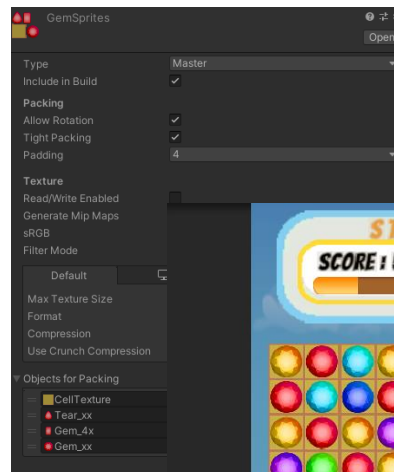 GemSprites
Open
Type Master
Include in Build
Packing
Allow Rotation
Tight Packing
Padding 4
Texture
Read/Write Enabled
Generate Mip Maps
sRGB
Filter Mode
Default
Max Texture Size
Format
Compression
Use Crunch Compression
Objects for Packing
CellTexture
Tear_xx
Gem_4x
Gem_xx
ST
SCORE :